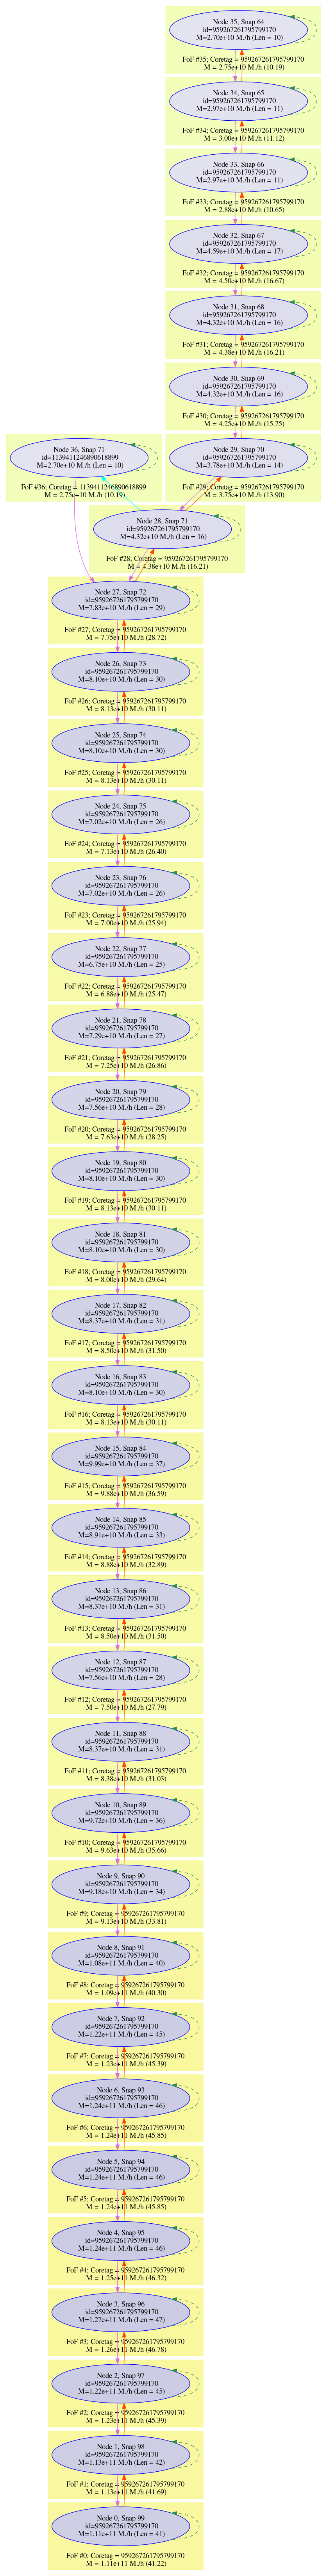 Node 35, Snap 64
id=959267261795799170
M=2.70e+10 M./h (Len = 10)
FoF #35; Coretag = 959267261795799170
M = 2.75e+10 M./h (10.19)
Node 34, Snap 65
id=959267261795799170
M=2.97e+10 M./h (Len = 11)
FoF #34; Coretag = 959267261795799170
M = 3.00e+10 M./h (11.12)
Node 33, Snap 66
id=959267261795799170
M=2.97e+10 M./h (Len = 11)
FoF #33; Coretag = 959267261795799170
M = 2.88e+10 M./h (10.65)
Node 32, Snap 67
id=959267261795799170
M=4.59e+10 M./h (Len = 17)
FoF #32; Coretag = 959267261795799170
M = 4.50e+10 M./h (16.67)
Node 31, Snap 68
id=959267261795799170
M=4.32e+10 M./h (Len = 16)
FoF #31; Coretag = 959267261795799170
M = 4.38e+10 M./h (16.21)
Node 30, Snap 69
id=959267261795799170
M=4.32e+10 M./h (Len = 16)
FoF #30; Coretag = 959267261795799170
M = 4.25e+10 M./h (15.75)
Node 36, Snap 71
id=1139411246890618899
M=2.70e+10 M./h (Len = 10)
FoF #36; Coretag = 1139411246890618899
M = 2.75e+10 M./h (10.19)
Node 29, Snap 70
id=959267261795799170
M=3.78e+10 M./h (Len = 14)
FoF #29; Coretag = 959267261795799170
M = 3.75e+10 M./h (13.90)
Node 28, Snap 71
id=959267261795799170
M=4.32e+10 M./h (Len = 16)
FoF #28; Coretag = 959267261795799170
M = 4.38e+10 M./h (16.21)
Node 27, Snap 72
id=959267261795799170
M=7.83e+10 M./h (Len = 29)
FoF #27; Coretag = 959267261795799170
M = 7.75e+10 M./h (28.72)
Node 26, Snap 73
id=959267261795799170
M=8.10e+10 M./h (Len = 30)
FoF #26; Coretag = 959267261795799170
M = 8.13e+10 M./h (30.11)
Node 25, Snap 74
id=959267261795799170
M=8.10e+10 M./h (Len = 30)
FoF #25; Coretag = 959267261795799170
M = 8.13e+10 M./h (30.11)
Node 24, Snap 75
id=959267261795799170
M=7.02e+10 M./h (Len = 26)
FoF #24; Coretag = 959267261795799170
M = 7.13e+10 M./h (26.40)
Node 23, Snap 76
id=959267261795799170
M=7.02e+10 M./h (Len = 26)
FoF #23; Coretag = 959267261795799170
M = 7.00e+10 M./h (25.94)
Node 22, Snap 77
id=959267261795799170
M=6.75e+10 M./h (Len = 25)
FoF #22; Coretag = 959267261795799170
M = 6.88e+10 M./h (25.47)
Node 21, Snap 78
id=959267261795799170
M=7.29e+10 M./h (Len = 27)
FoF #21; Coretag = 959267261795799170
M = 7.25e+10 M./h (26.86)
Node 20, Snap 79
id=959267261795799170
M=7.56e+10 M./h (Len = 28)
FoF #20; Coretag = 959267261795799170
M = 7.63e+10 M./h (28.25)
Node 19, Snap 80
id=959267261795799170
M=8.10e+10 M./h (Len = 30)
FoF #19; Coretag = 959267261795799170
M = 8.13e+10 M./h (30.11)
Node 18, Snap 81
id=959267261795799170
M=8.10e+10 M./h (Len = 30)
FoF #18; Coretag = 959267261795799170
M = 8.00e+10 M./h (29.64)
Node 17, Snap 82
id=959267261795799170
M=8.37e+10 M./h (Len = 31)
FoF #17; Coretag = 959267261795799170
M = 8.50e+10 M./h (31.50)
Node 16, Snap 83
id=959267261795799170
M=8.10e+10 M./h (Len = 30)
FoF #16; Coretag = 959267261795799170
M = 8.13e+10 M./h (30.11)
Node 15, Snap 84
id=959267261795799170
M=9.99e+10 M./h (Len = 37)
FoF #15; Coretag = 959267261795799170
M = 9.88e+10 M./h (36.59)
Node 14, Snap 85
id=959267261795799170
M=8.91e+10 M./h (Len = 33)
FoF #14; Coretag = 959267261795799170
M = 8.88e+10 M./h (32.89)
Node 13, Snap 86
id=959267261795799170
M=8.37e+10 M./h (Len = 31)
FoF #13; Coretag = 959267261795799170
M = 8.50e+10 M./h (31.50)
Node 12, Snap 87
id=959267261795799170
M=7.56e+10 M./h (Len = 28)
FoF #12; Coretag = 959267261795799170
M = 7.50e+10 M./h (27.79)
Node 11, Snap 88
id=959267261795799170
M=8.37e+10 M./h (Len = 31)
FoF #11; Coretag = 959267261795799170
M = 8.38e+10 M./h (31.03)
Node 10, Snap 89
id=959267261795799170
M=9.72e+10 M./h (Len = 36)
FoF #10; Coretag = 959267261795799170
M = 9.63e+10 M./h (35.66)
Node 9, Snap 90
id=959267261795799170
M=9.18e+10 M./h (Len = 34)
FoF #9; Coretag = 959267261795799170
M = 9.13e+10 M./h (33.81)
Node 8, Snap 91
id=959267261795799170
M=1.08e+11 M./h (Len = 40)
FoF #8; Coretag = 959267261795799170
M = 1.09e+11 M./h (40.30)
Node 7, Snap 92
id=959267261795799170
M=1.22e+11 M./h (Len = 45)
FoF #7; Coretag = 959267261795799170
M = 1.23e+11 M./h (45.39)
Node 6, Snap 93
id=959267261795799170
M=1.24e+11 M./h (Len = 46)
FoF #6; Coretag = 959267261795799170
M = 1.24e+11 M./h (45.85)
Node 5, Snap 94
id=959267261795799170
M=1.24e+11 M./h (Len = 46)
FoF #5; Coretag = 959267261795799170
M = 1.24e+11 M./h (45.85)
Node 4, Snap 95
id=959267261795799170
M=1.24e+11 M./h (Len = 46)
FoF #4; Coretag = 959267261795799170
M = 1.25e+11 M./h (46.32)
Node 3, Snap 96
id=959267261795799170
M=1.27e+11 M./h (Len = 47)
FoF #3; Coretag = 959267261795799170
M = 1.26e+11 M./h (46.78)
Node 2, Snap 97
id=959267261795799170
M=1.22e+11 M./h (Len = 45)
FoF #2; Coretag = 959267261795799170
M = 1.23e+11 M./h (45.39)
Node 1, Snap 98
id=959267261795799170
M=1.13e+11 M./h (Len = 42)
FoF #1; Coretag = 959267261795799170
M = 1.13e+11 M./h (41.69)
Node 0, Snap 99
id=959267261795799170
M=1.11e+11 M./h (Len = 41)
FoF #0; Coretag = 959267261795799170
M = 1.11e+11 M./h (41.22)